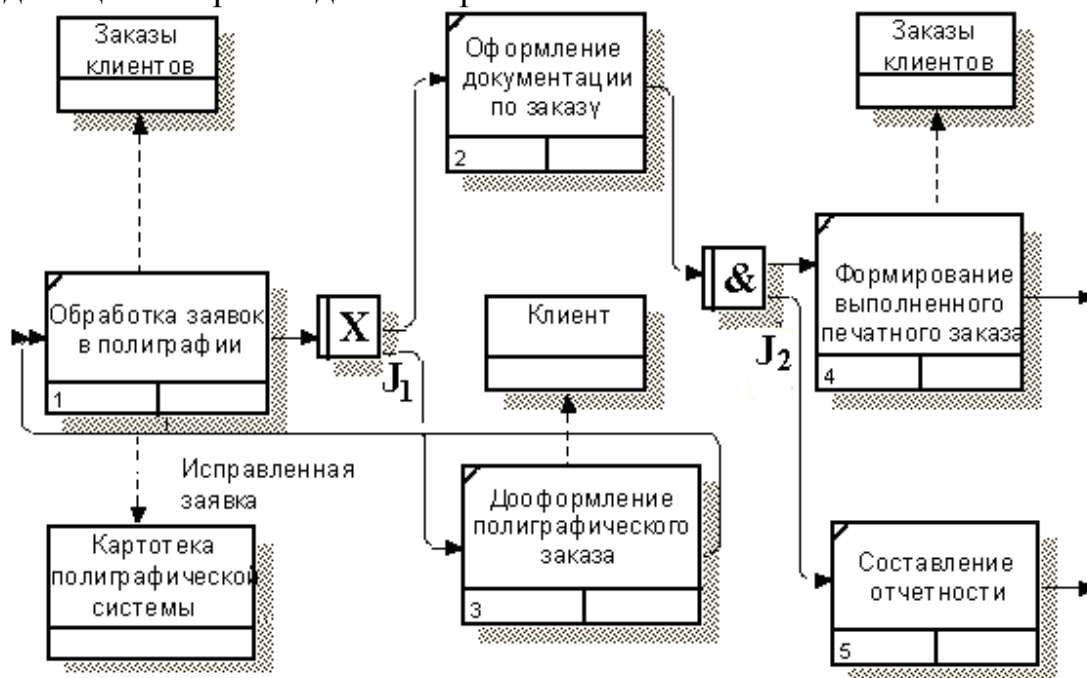 Заказы
клиентов
Оформление
документации
по заказу
2
Заказы
клиентов
Обработка заявок
в полиграфии
1
X
J1
Клиент
&
J2
Формирование
выполненного
печатного заказа
4
Исправленная
заявка
Картотека
полиграфической
системы
Дооформление
полиграфического
заказа
3
Составление
отчетности
5